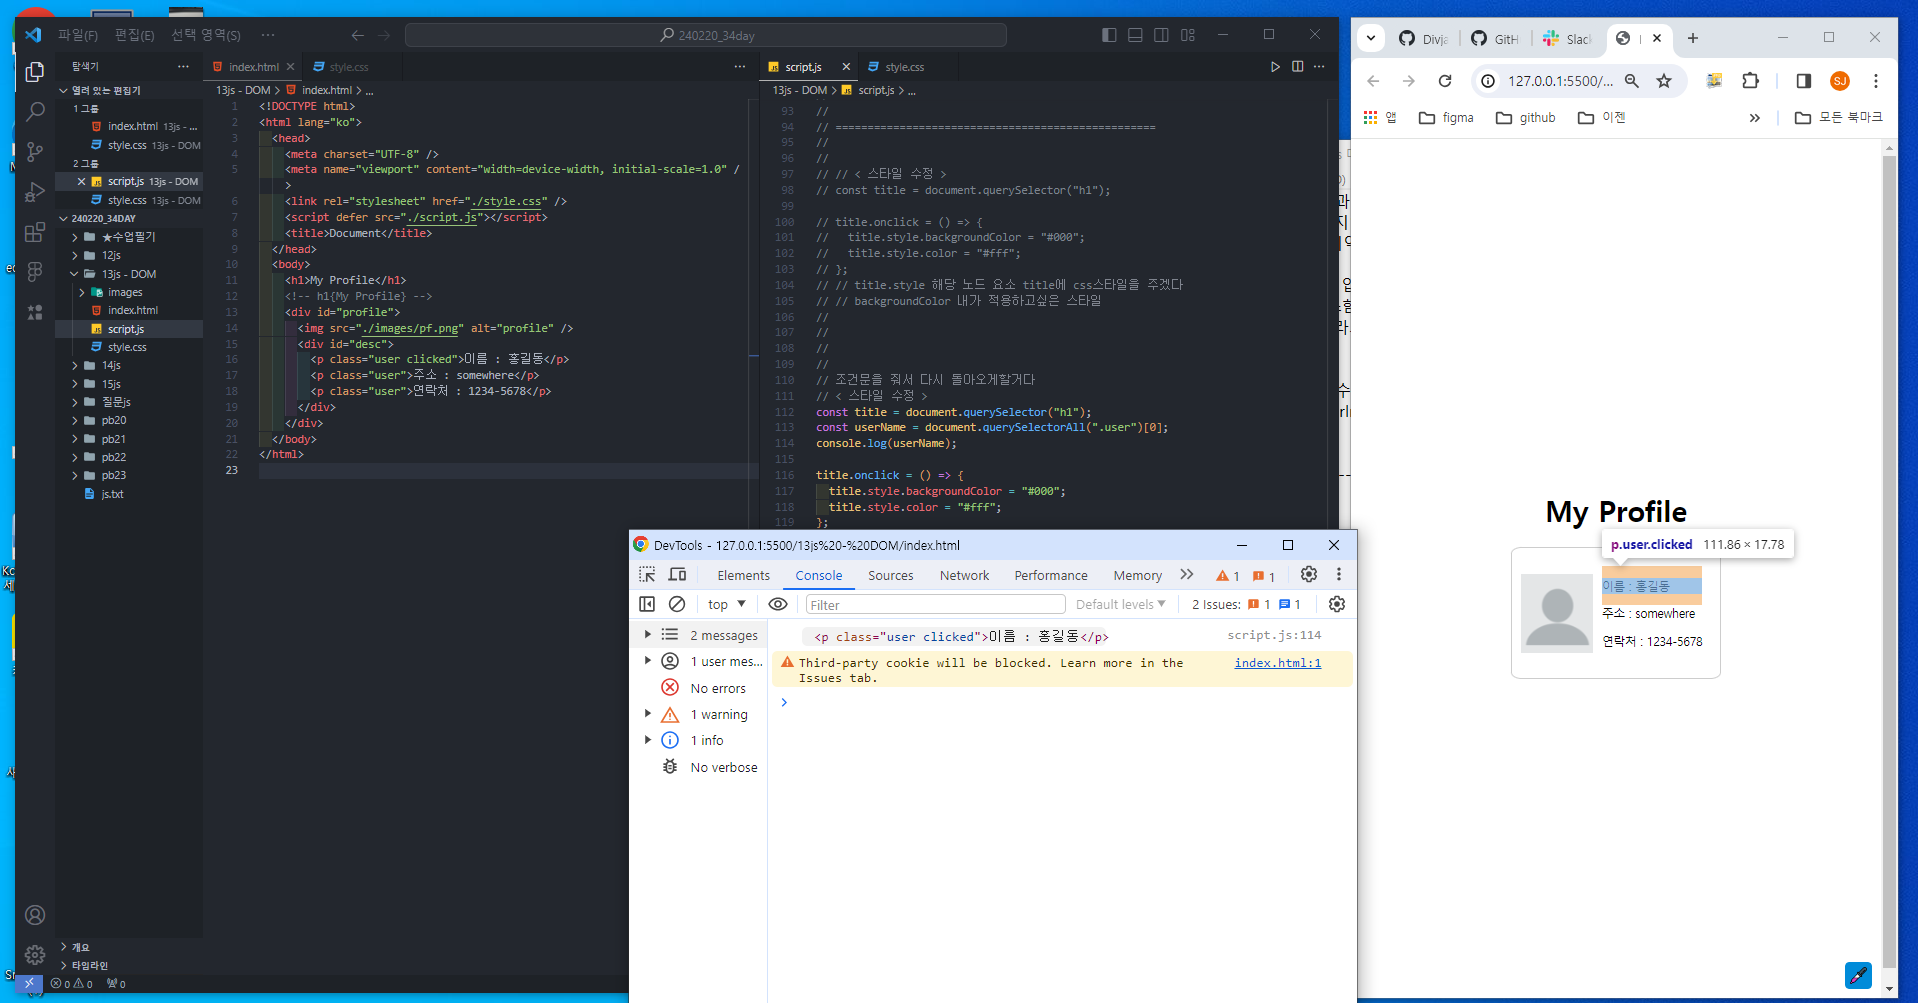 파일(F) 편집(E) 선택 영역(S) ···
240220_34day
탐색기
열려 있는 편집기
1 그룹
index.html 13js - ...
style.css 13js - DOM
2 그룹
script.js 13js - DOM
style.css 13js - DOM
240220_34DAY
★수업필기
12js
13js - DOM
images
index.html
script.js
style.css
14js
15js
질문js
pb20
pb21
pb22
pb23
js.txt
개요
타임라인
0 0 0
index.html style.css
13js - DOM > index.html > ...
1 <!DOCTYPE html>
2 <html lang="ko">
3 <head>
4 <meta charset="UTF-8" />
5 <meta name="viewport" content="width=device-width, initial-scale=1.0" /
>
6 <link rel="stylesheet" href="./style.css" />
7 <script defer src="./script.js"></script>
8 <title>Document</title>
9 </head>
10 <body>
11 <h1>My Profile</h1>
12 <!-- h1{My Profile} -->
13 <div id="profile">
14 <img src="./images/pf.png" alt="profile" />
15 <div id="desc">
16 <p class="user clicked">이름 : 홍길동</p>
17 <p class="user">주소 : somewhere</p>
18 <p class="user">연락처 : 1234-5678</p>
19 </div>
20 </div>
21 </body>
22 </html>
23
script.js style.css
13js - DOM > script.js > ...
93 //
94 // ==================================================
95 //
96 //
97 // // < 스타일 수정 >
98 // const title = document.querySelector("h1");
99
100 // title.onclick = () => {
101 // title.style.backgroundColor = "#000";
102 // title.style.color = "#fff";
103 // };
104 // // title.style 해당 노드 요소 title에 css스타일을 주겠다
105 // // backgroundColor 내가 적용하고싶은 스타일
106 //
107 //
108 //
109 //
110 // 조건문을 줘서 다시 돌아오게할거다
111 // < 스타일 수정 >
112 const title = document.querySelector("h1");
113 const userName = document.querySelectorAll(".user")[0];
114 console.log(userName);
115
116 title.onclick = () => {
117 title.style.backgroundColor = "#000";
118 title.style.color = "#fff";
119 };
DevTools - 127.0.0.1:5500/13js%20-%20DOM/index.html
Elements Console Sources Network Performance Memory 1 1
top Filter Default levels 2 Issues: 1 1
2 messages
1 user mes...
No errors
1 warning
1 info
No verbose
<p class="user clicked">이름 : 홍길동</p> script.js:114
Third-party cookie will be blocked. Learn more in the index.html:1
Issues tab.
Divja GitH Slac
127.0.0.1:5500/... SJ
앱 figma github 이젠 모든 북마크
My Profile
p.user.clicked 111.86 × 17.78
이름 : 홍길동
주소 : somewhere
연락처 : 1234-5678